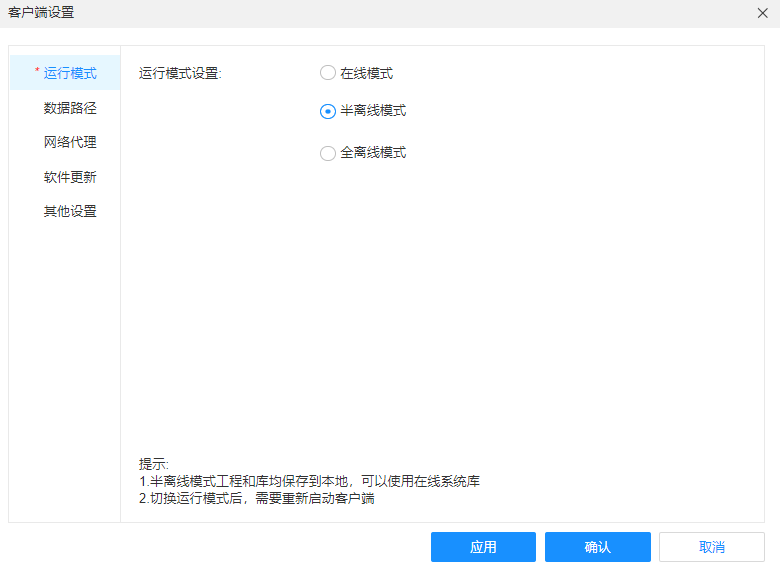 客户端设置
* 运行模式
数据路径
网络代理
软件更新
其他设置
运行模式设置:
在线模式
半离线模式
全离线模式
提示:
1.半离线模式工程和库均保存到本地，可以使用在线系统库
2.切换运行模式后，需要重新启动客户端
应用
确认
取消